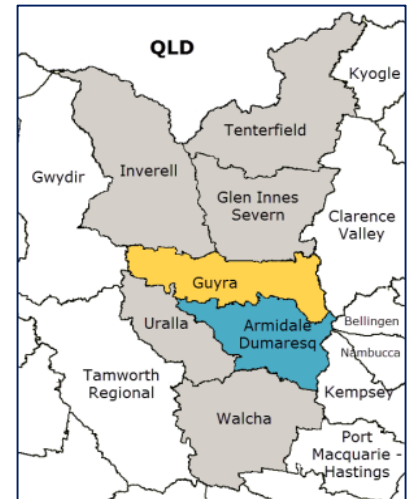 QLD
Kyogle
Tenterfield
Inverell
Gwydir
Glen Innes
Severn
Clarence
Valley
Guyra
Uralla
Armidale
Dumaresq
Bellingen
Nambucca
Tamworth
Regional
Kempsey
Walcha
Port
Macquarie -
Hastings